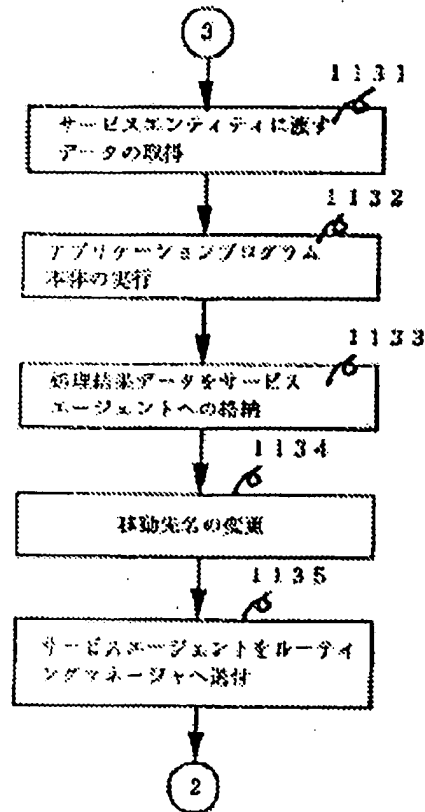 3
1131
サービスエンティティに渡す
データの取得
1132
アプリケーションプログラム
本体の実行
1133
処理結果データをサービス
エージェントへの格納
1134
移動先名の変更
1135
サービスエージェントをルーティ
ングマネージャへ送付
2